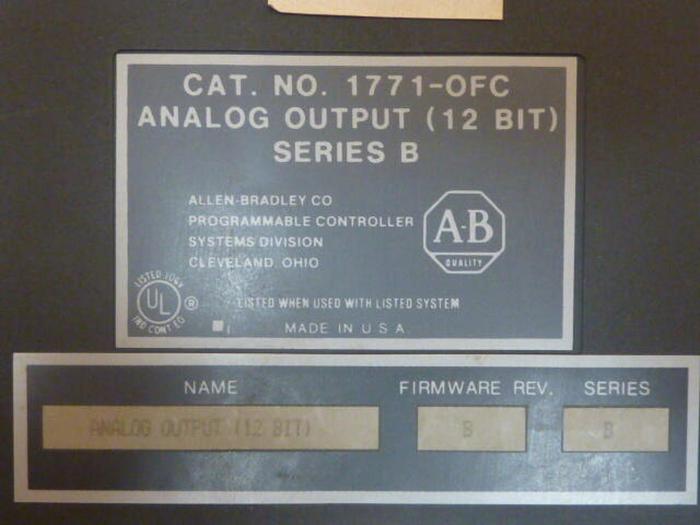 CAT. NO. 1771-OFC
ANALOG OUTPUT (12 BIT)
SERIES B
ALLEN-BRADLEY CO
PROGRAMMABLE CONTROLLER
SYSTEMS DIVISION
CLEVELAND, OHIO
A-B
QUALITY
LISTED 106Y
UL ®
IND CONT EQ
LISTED WHEN USED WITH LISTED SYSTEM
MADE IN U S A
NAME FIRMWARE REV. SERIES
ANALOG OUTPUT (12 BIT) B B